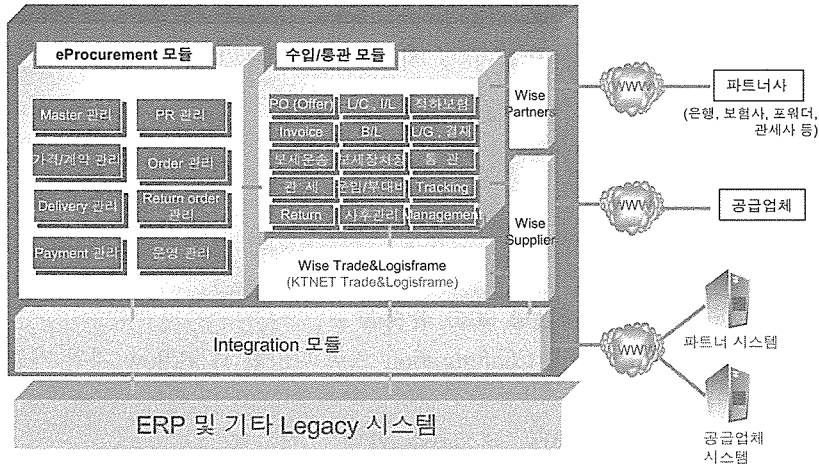 eProcurement 모듈
Master 관리
PR 관리
가격/계약 관리
Order 관리
Delivery 관리
Return order
관리
Payment 관리
운영 관리
수입/통관 모듈
PO (Offer)
L/C , I/L
적하보험
Invoice
B/L
L/G , 결재
보세운송
보세장치장
통 관
관 세
운임/부대비
Tracking
Return
사후관리
Management
Wise Trade&Logisframe
(KTNET Trade&Logisframe)
Wise
Partners
Wise
Supplier
Integration 모듈
ERP 및 기타 Legacy 시스템
WWW
파트너사
(은행, 보험사, 포워더,
관세사 등)
WWW
공급업체
WWW
파트너 시스템
공급업체
시스템